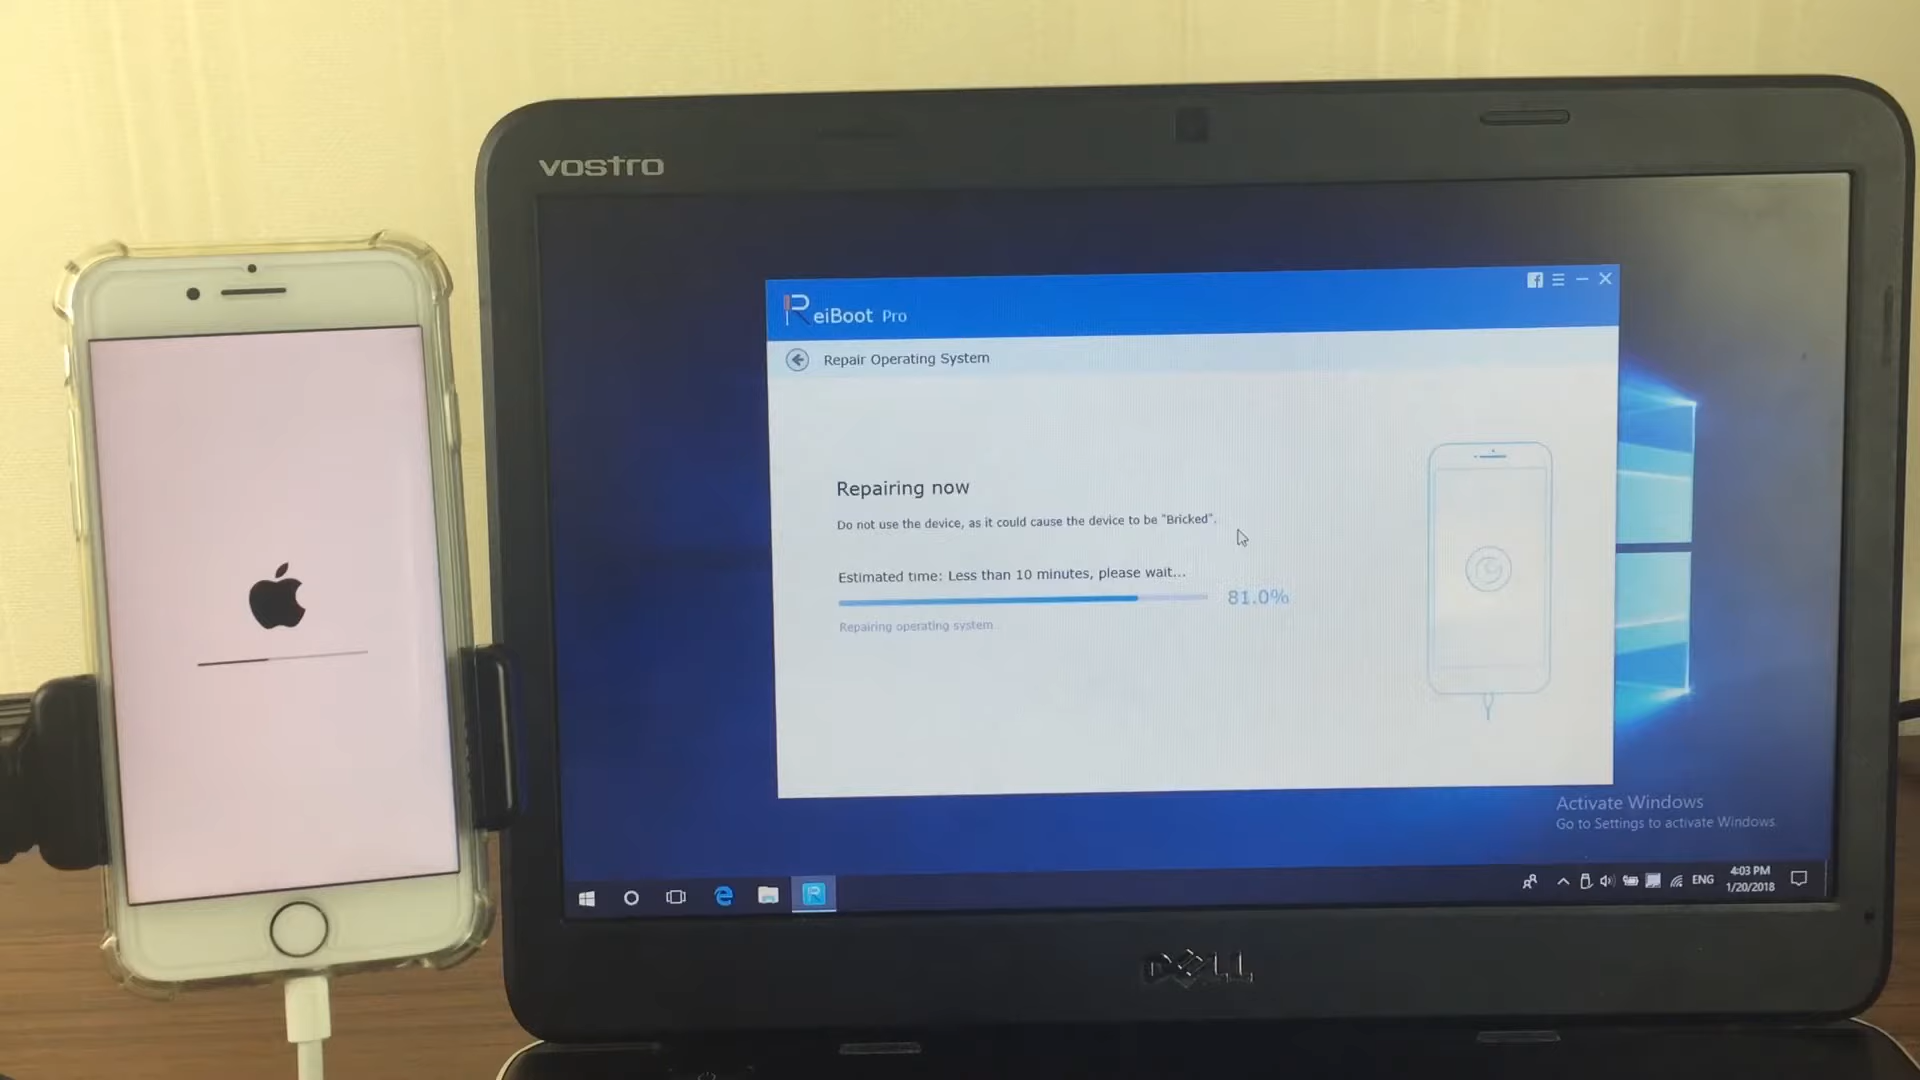 vostro
ReiBoot Pro
Repair Operating System
Repairing now
Do not use the device, as it could cause the device to be "Bricked".
Estimated time: Less than 10 minutes, please wait...
81.0%
Repairing operating system...
Activate Windows
Go to Settings to activate Windows.
ENG
4:03 PM
1/20/2018
DELL